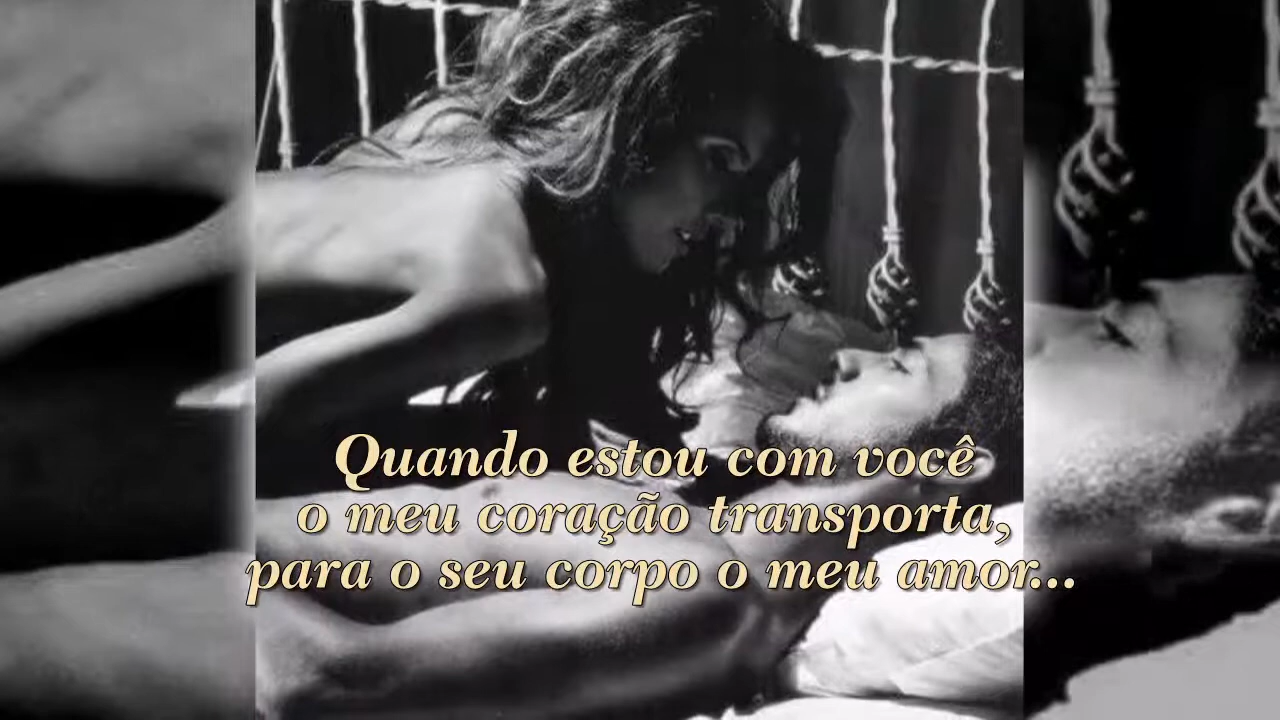 Quando estou com você
o meu coração transporta,
para o seu corpo o meu amor...